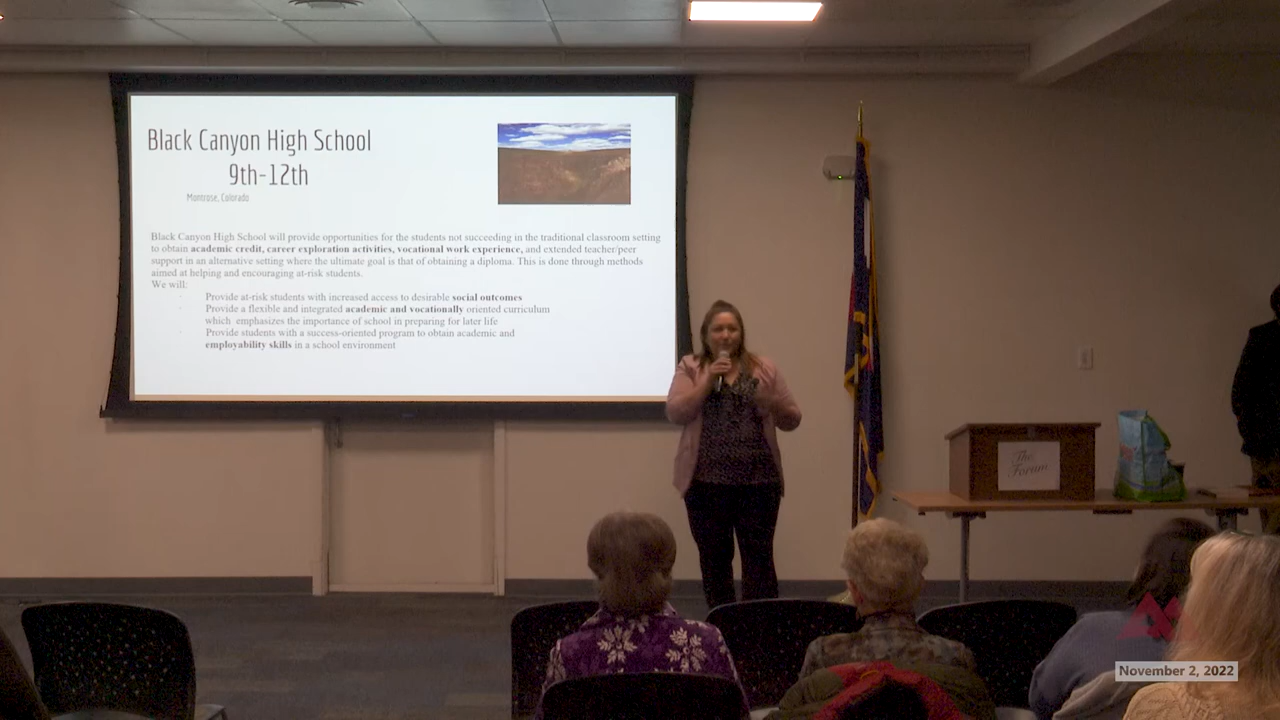 Black Canyon High School
9th-12th
Montrose, Colorado
Black Canyon High School will provide opportunities for the students not succeeding in the traditional classroom setting
to obtain academic credit, career exploration activities, vocational work experience, and extended teacher/peer
support in an alternative setting where the ultimate goal is that of obtaining a diploma. This is done through methods
aimed at helping and encouraging at-risk students.
We will:
Provide at-risk students with increased access to desirable social outcomes
Provide a flexible and integrated academic and vocationally oriented curriculum
which emphasizes the importance of school in preparing for later life
Provide students with a success-oriented program to obtain academic and
employability skills in a school environment
The
Forum
November 2, 2022